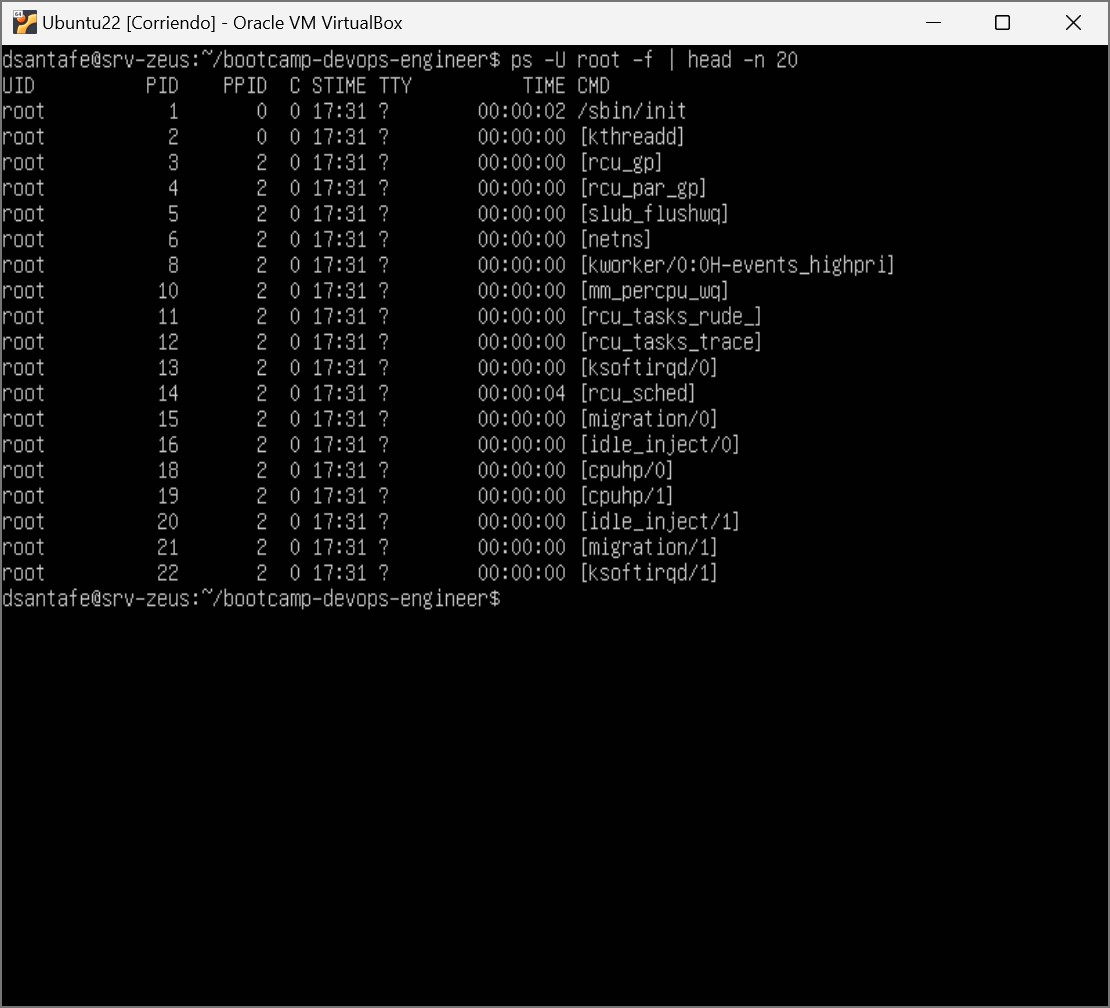 Ubuntu22 [Corriendo] - Oracle VM VirtualBox
dsantafe@srv-zeus:~/bootcamp-devops-engineer$ ps -U root -f | head -n 20
UID          PID    PPID  C STIME TTY          TIME CMD
root           1       0  0 17:31 ?        00:00:02 /sbin/init
root           2       0  0 17:31 ?        00:00:00 [kthreadd]
root           3       2  0 17:31 ?        00:00:00 [rcu_gp]
root           4       2  0 17:31 ?        00:00:00 [rcu_par_gp]
root           5       2  0 17:31 ?        00:00:00 [slub_flushwq]
root           6       2  0 17:31 ?        00:00:00 [netns]
root           8       2  0 17:31 ?        00:00:00 [kworker/0:0H-events_highpri]
root          10       2  0 17:31 ?        00:00:00 [mm_percpu_wq]
root          11       2  0 17:31 ?        00:00:00 [rcu_tasks_rude_]
root          12       2  0 17:31 ?        00:00:00 [rcu_tasks_trace]
root          13       2  0 17:31 ?        00:00:00 [ksoftirqd/0]
root          14       2  0 17:31 ?        00:00:04 [rcu_sched]
root          15       2  0 17:31 ?        00:00:00 [migration/0]
root          16       2  0 17:31 ?        00:00:00 [idle_inject/0]
root          18       2  0 17:31 ?        00:00:00 [cpuhp/0]
root          19       2  0 17:31 ?        00:00:00 [cpuhp/1]
root          20       2  0 17:31 ?        00:00:00 [idle_inject/1]
root          21       2  0 17:31 ?        00:00:00 [migration/1]
root          22       2  0 17:31 ?        00:00:00 [ksoftirqd/1]
dsantafe@srv-zeus:~/bootcamp-devops-engineer$